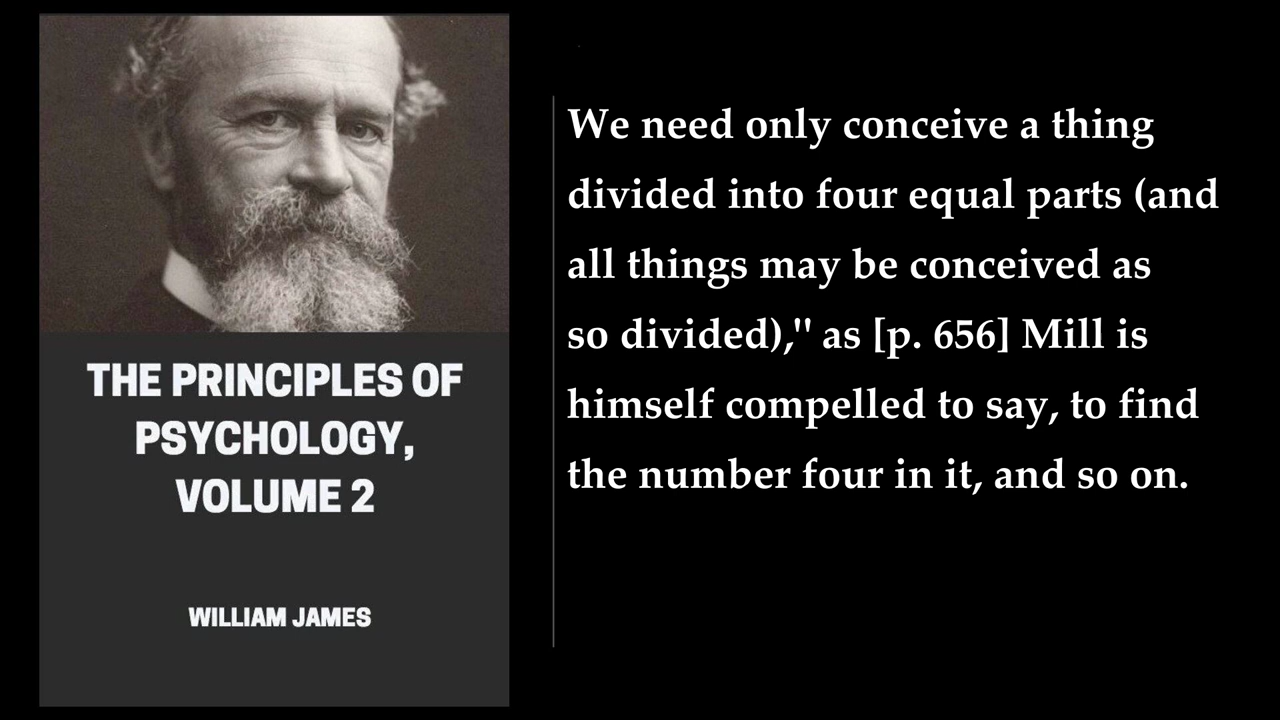 THE PRINCIPLES OF
PSYCHOLOGY,
VOLUME 2
WILLIAM JAMES
We need only conceive a thing
divided into four equal parts (and
all things may be conceived as
so divided)," as [p. 656] Mill is
himself compelled to say, to find
the number four in it, and so on.